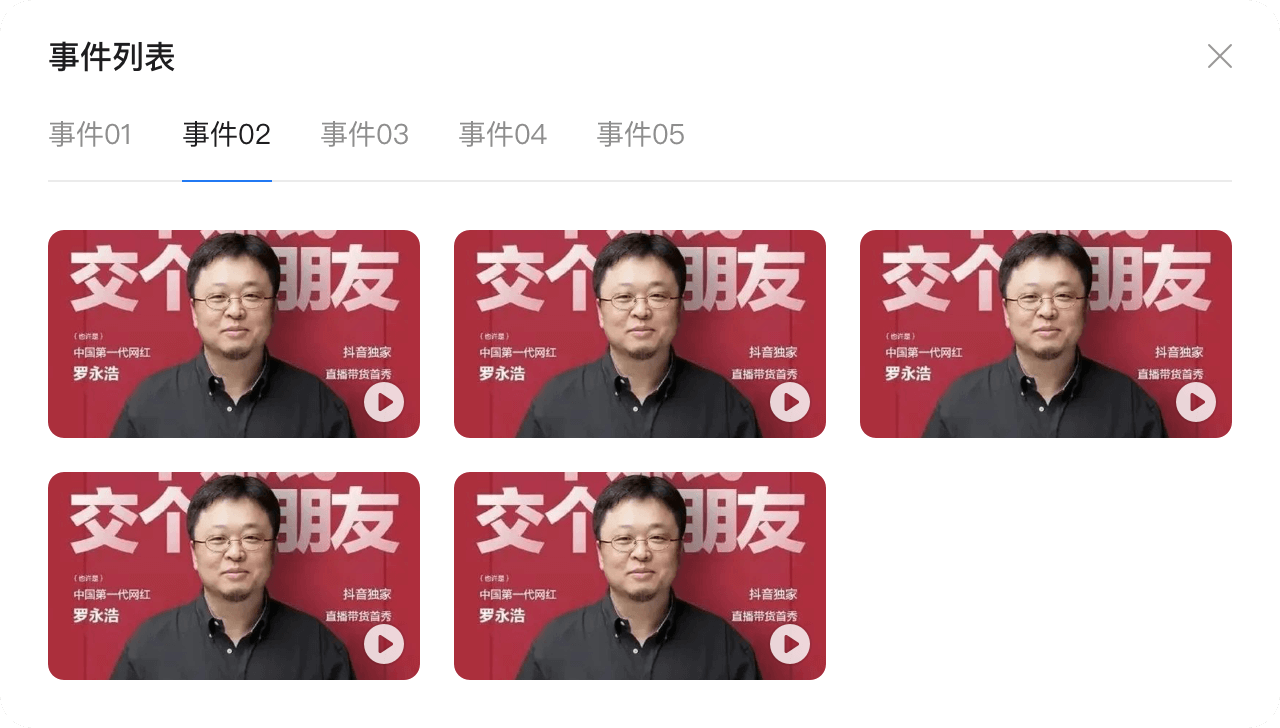 事件列表
事件01
事件02
事件03
事件04
事件05
交个朋友
（也许是）
中国第一代网红
罗永浩
抖音独家
直播带货首秀
交个朋友
（也许是）
中国第一代网红
罗永浩
抖音独家
直播带货首秀
交个朋友
（也许是）
中国第一代网红
罗永浩
抖音独家
直播带货首秀
交个朋友
（也许是）
中国第一代网红
罗永浩
抖音独家
直播带货首秀
交个朋友
（也许是）
中国第一代网红
罗永浩
抖音独家
直播带货首秀